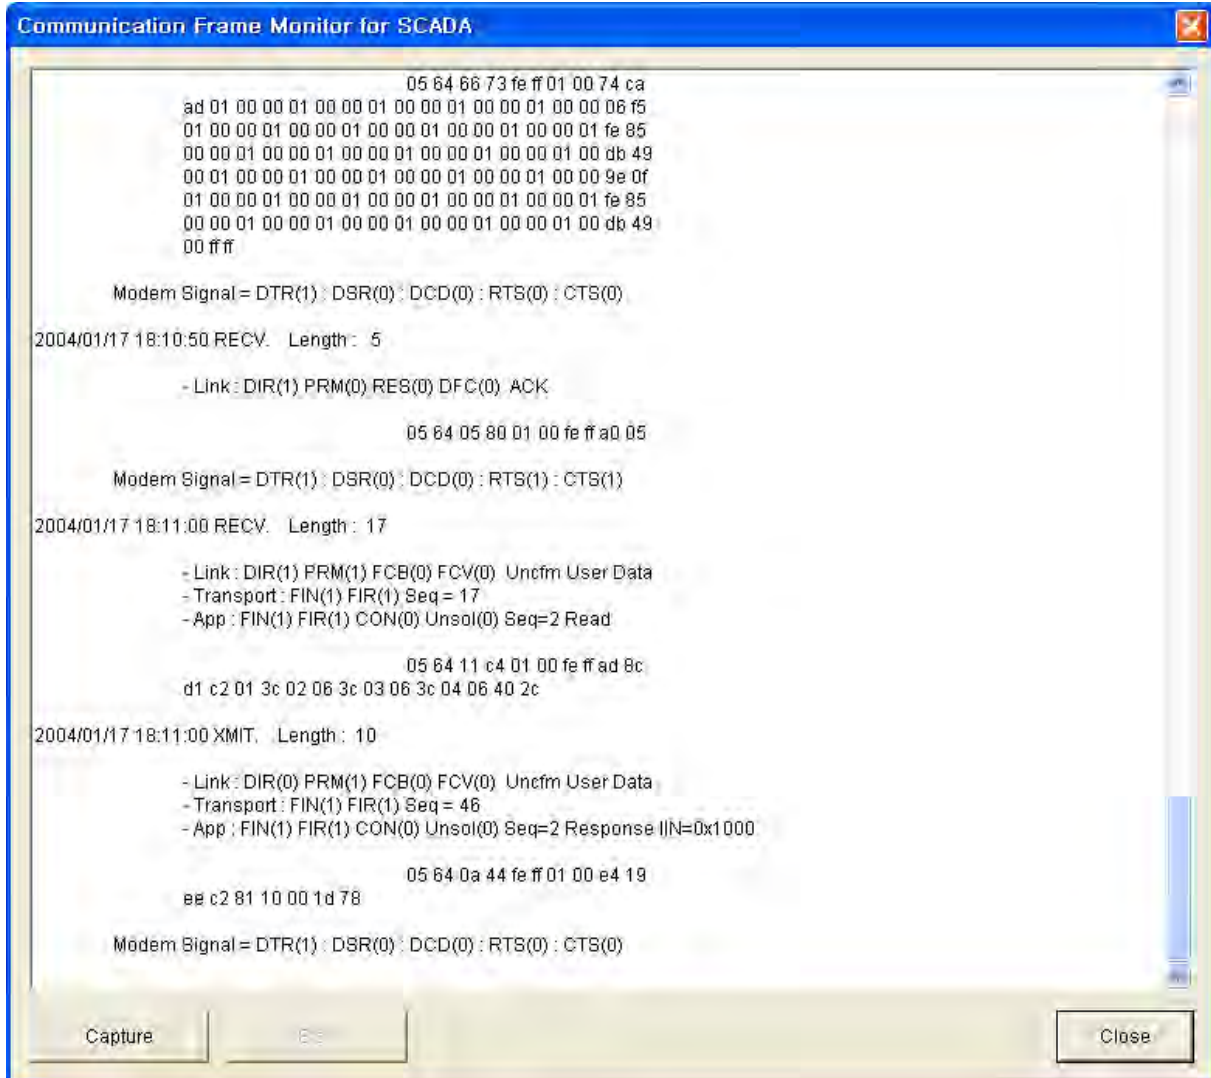 Communication Frame Monitor for SCADA
05 64 66 73 fe ff 01 00 74 ca
ad 01 00 00 01 00 00 01 00 00 01 00 00 01 00 00 06 f5
01 00 00 01 00 00 01 00 00 01 00 00 01 00 00 01 fe 85
00 00 01 00 00 01 00 00 01 00 00 01 00 00 01 00 db 49
00 01 00 00 01 00 00 01 00 00 01 00 00 01 00 00 9e 0f
01 00 00 01 00 00 01 00 00 01 00 00 01 00 00 01 fe 85
00 00 01 00 00 01 00 00 01 00 00 01 00 00 01 00 db 49
00 ff ff
Modem Signal = DTR(1) : DSR(0) : DCD(0) : RTS(0) : CTS(0)
2004/01/17 18:10:50 RECV. Length : 5
- Link : DIR(1) PRM(0) RES(0) DFC(0) ACK
05 64 05 80 01 00 fe ff a0 05
Modem Signal = DTR(1) : DSR(0) : DCD(0) : RTS(1) : CTS(1)
2004/01/17 18:11:00 RECV. Length : 17
- Link : DIR(1) PRM(1) FCB(0) FCV(0) Uncfm User Data
- Transport : FIN(1) FIR(1) Seq = 17
- App : FIN(1) FIR(1) CON(0) Unsol(0) Seq=2 Read
05 64 11 c4 01 00 fe ff ad 8c
d1 c2 01 3c 02 06 3c 03 06 3c 04 06 40 2c
2004/01/17 18:11:00 XMIT. Length : 10
- Link : DIR(0) PRM(1) FCB(0) FCV(0) Uncfm User Data
- Transport : FIN(1) FIR(1) Seq = 46
- App : FIN(1) FIR(1) CON(0) Unsol(0) Seq=2 Response IIN=0x1000
05 64 0a 44 fe ff 01 00 e4 19
ee c2 81 10 00 1d 78
Modem Signal = DTR(1) : DSR(0) : DCD(0) : RTS(0) : CTS(0)
Capture
Close